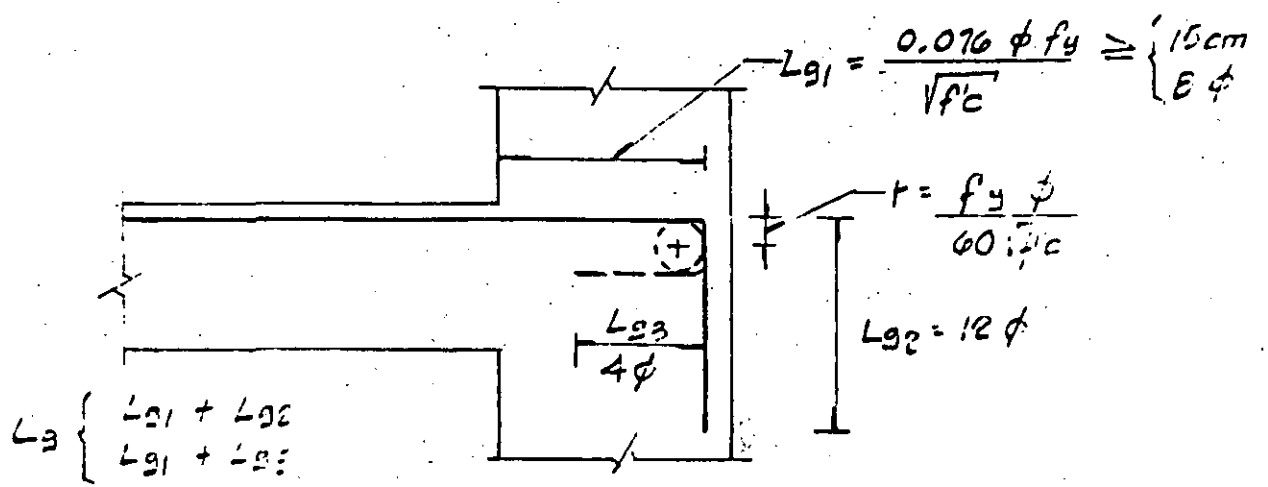 Lg1 = 0.076 φ fy / √f'c ≥ { 15 cm
8 φ
r = fy φ / 60 √f'c
Lg2 = 12 φ
Lg3
4φ
Lg { Lg1 + Lg2
Lg1 + Lg3